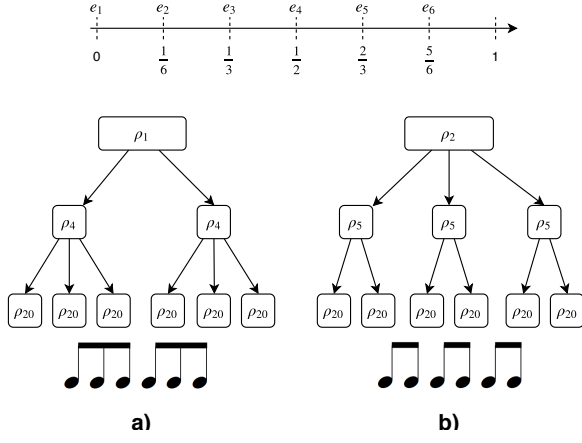 e₁ e₂ e₃ e₄ e₅ e₆
0 1/6 1/3 1/2 2/3 5/6 1
ρ₁ ρ₂
ρ₄ ρ₄ ρ₅ ρ₅ ρ₅
ρ₂₀ ρ₂₀ ρ₂₀ ρ₂₀ ρ₂₀ ρ₂₀ ρ₂₀ ρ₂₀ ρ₂₀ ρ₂₀ ρ₂₀ ρ₂₀
a) b)